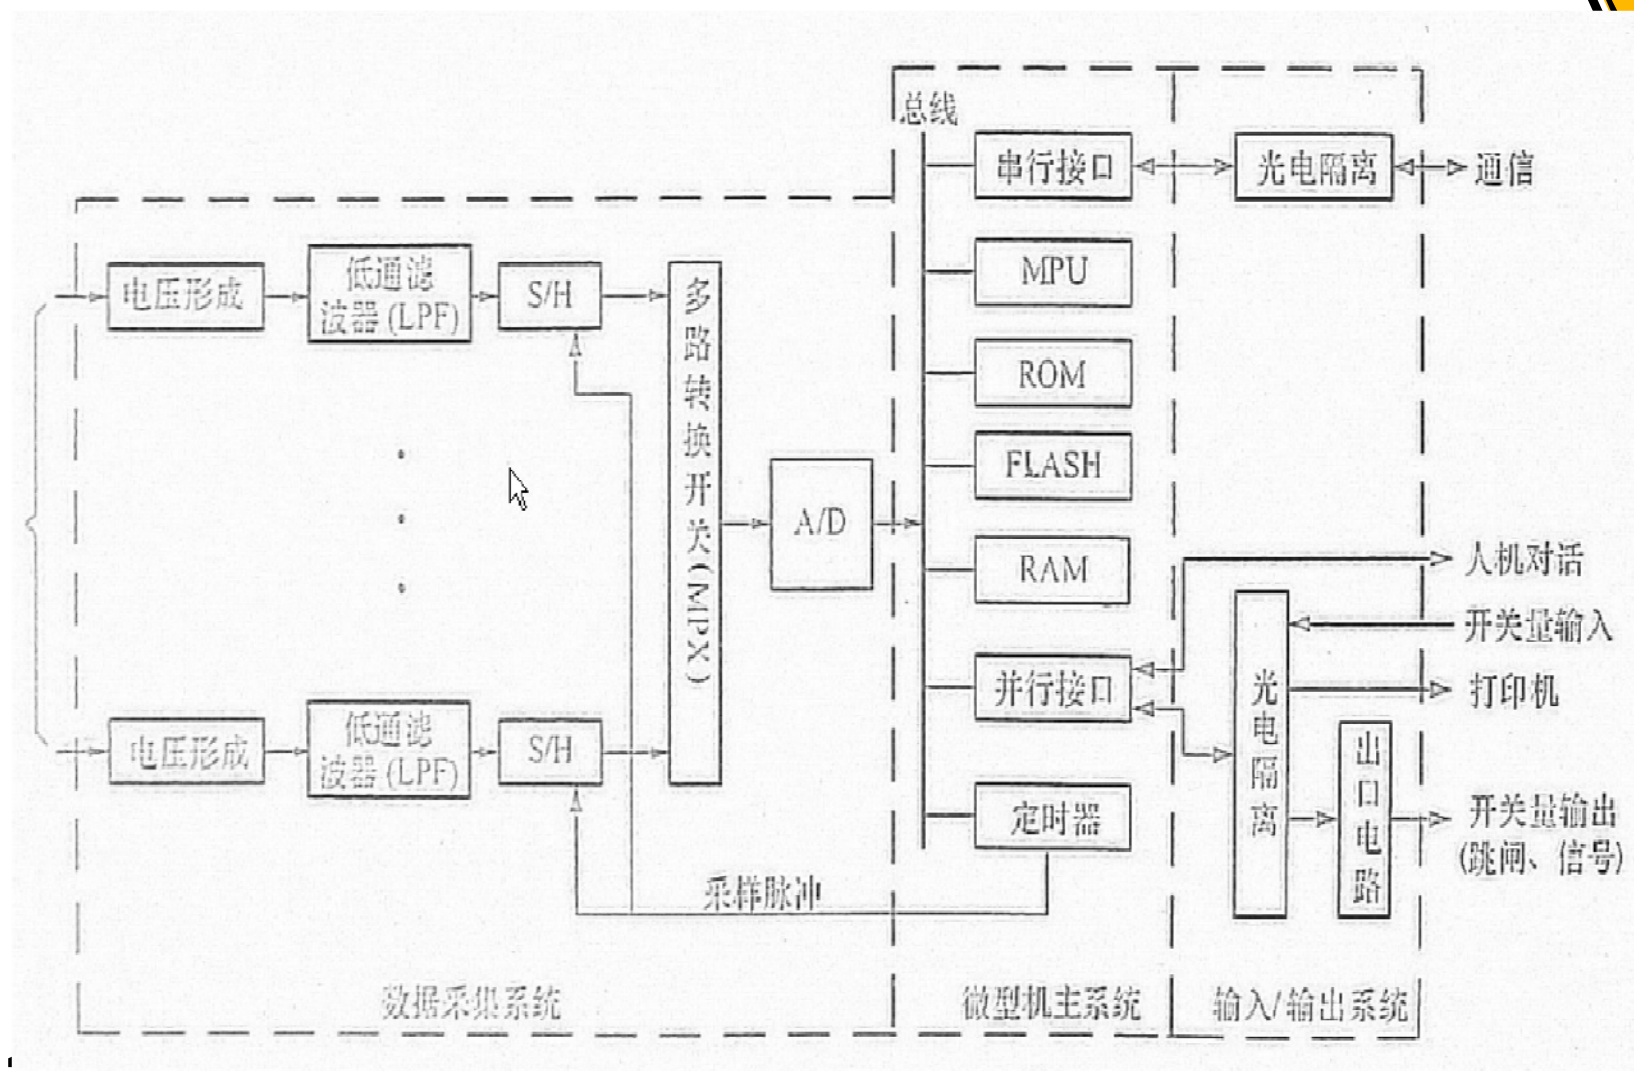 总线
串行接口
光电隔离
通信
MPU
ROM
FLASH
RAM
并行接口
定时器
电压形成
低通滤
波器(LPF)
S/H
多路转换开关(MPX)
A/D
电压形成
低通滤
波器(LPF)
S/H
采样脉冲
光电隔离
出口电路
人机对话
开关量输入
打印机
开关量输出
(跳闸、信号)
数据采集系统
微型机主系统
输入/输出系统